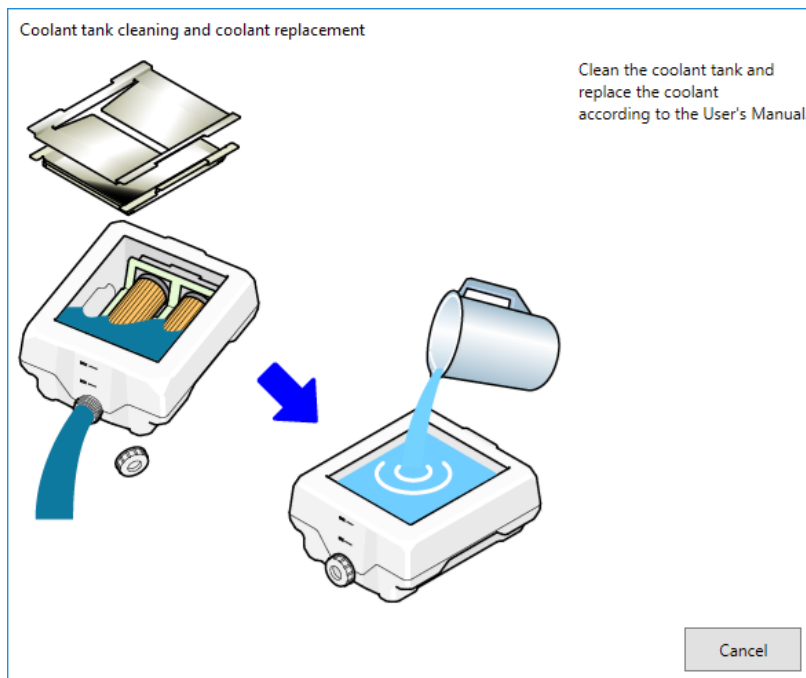 Coolant tank cleaning and coolant replacement
Clean the coolant tank and
replace the coolant
according to the User's Manual
Cancel